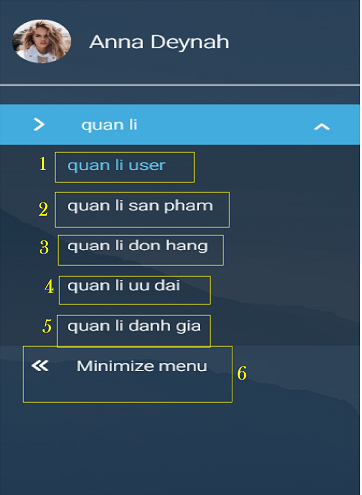 Anna Deynah
quan li
1 quan li user
2 quan li san pham
3 quan li don hang
4 quan li uu dai
5 quan li danh gia
Minimize menu 6